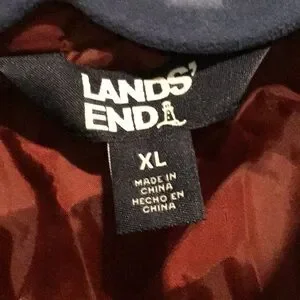 LANDS'
END
XL
MADE IN
CHINA
HECHO EN
CHINA